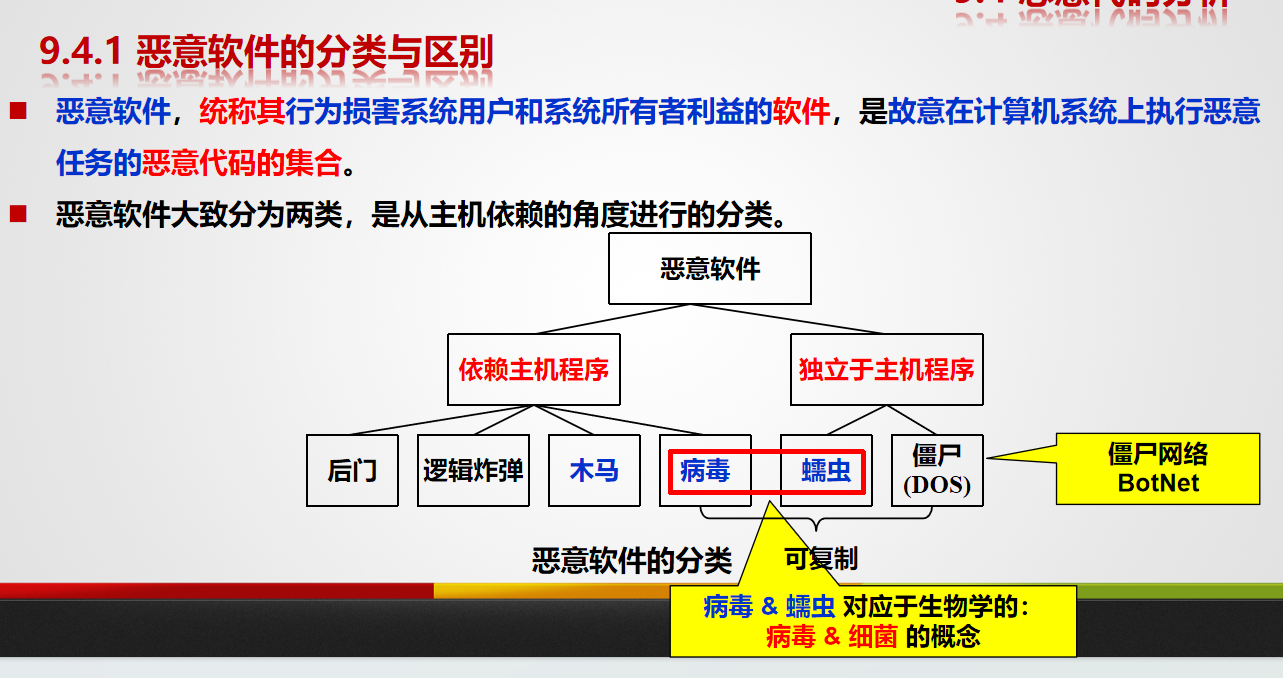 9.4.1 恶意软件的分类与区别
恶意软件，统称其行为损害系统用户和系统所有者利益的软件，是故意在计算机系统上执行恶意
任务的恶意代码的集合。
恶意软件大致分为两类，是从主机依赖的角度进行的分类。
恶意软件
依赖主机程序
独立于主机程序
后门
逻辑炸弹
木马
病毒
蠕虫
僵尸
(DOS)
僵尸网络
BotNet
恶意软件的分类
可复制
病毒 & 蠕虫 对应于生物学的：
病毒 & 细菌 的概念